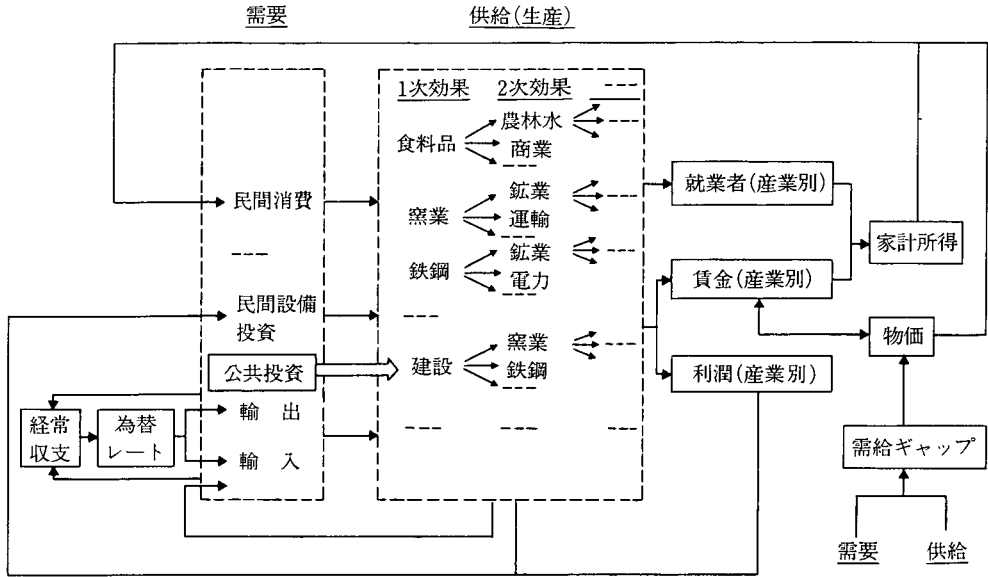 需要
供給(生産)
1次効果
2次効果
食料品
農林水
商業
民間消費
窯業
鉱業
運輸
鉄鋼
鉱業
電力
民間設備
投資
公共投資
建設
窯業
鉄鋼
輸出
輸入
経常
収支
為替
レート
就業者(産業別)
賃金(産業別)
利潤(産業別)
家計所得
物価
需給ギャップ
需要
供給